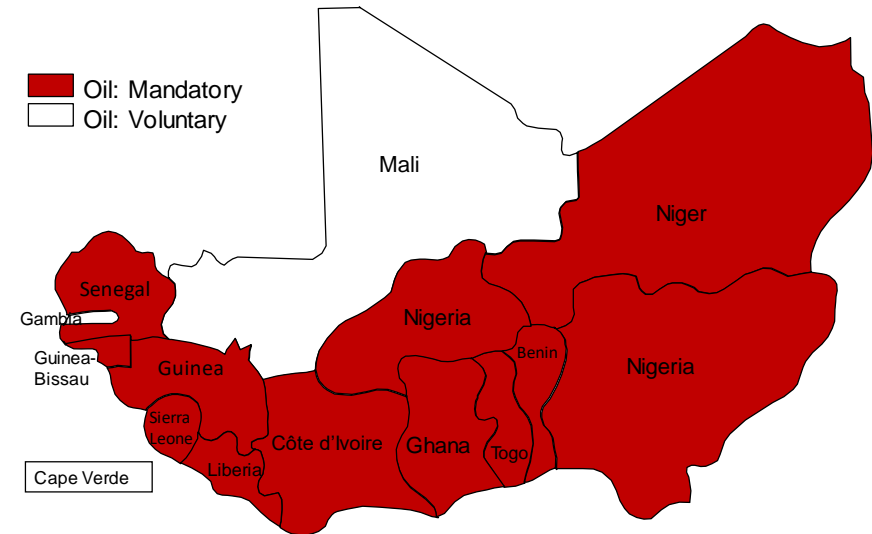 Oil: Mandatory
Oil: Voluntary
Mali
Niger
Senegal
Gambia
Nigeria
Guinea-
Bissau
Guinea
Benin
Nigeria
Sierra
Leone
Côte d'Ivoire
Ghana
Togo
Liberia
Cape Verde